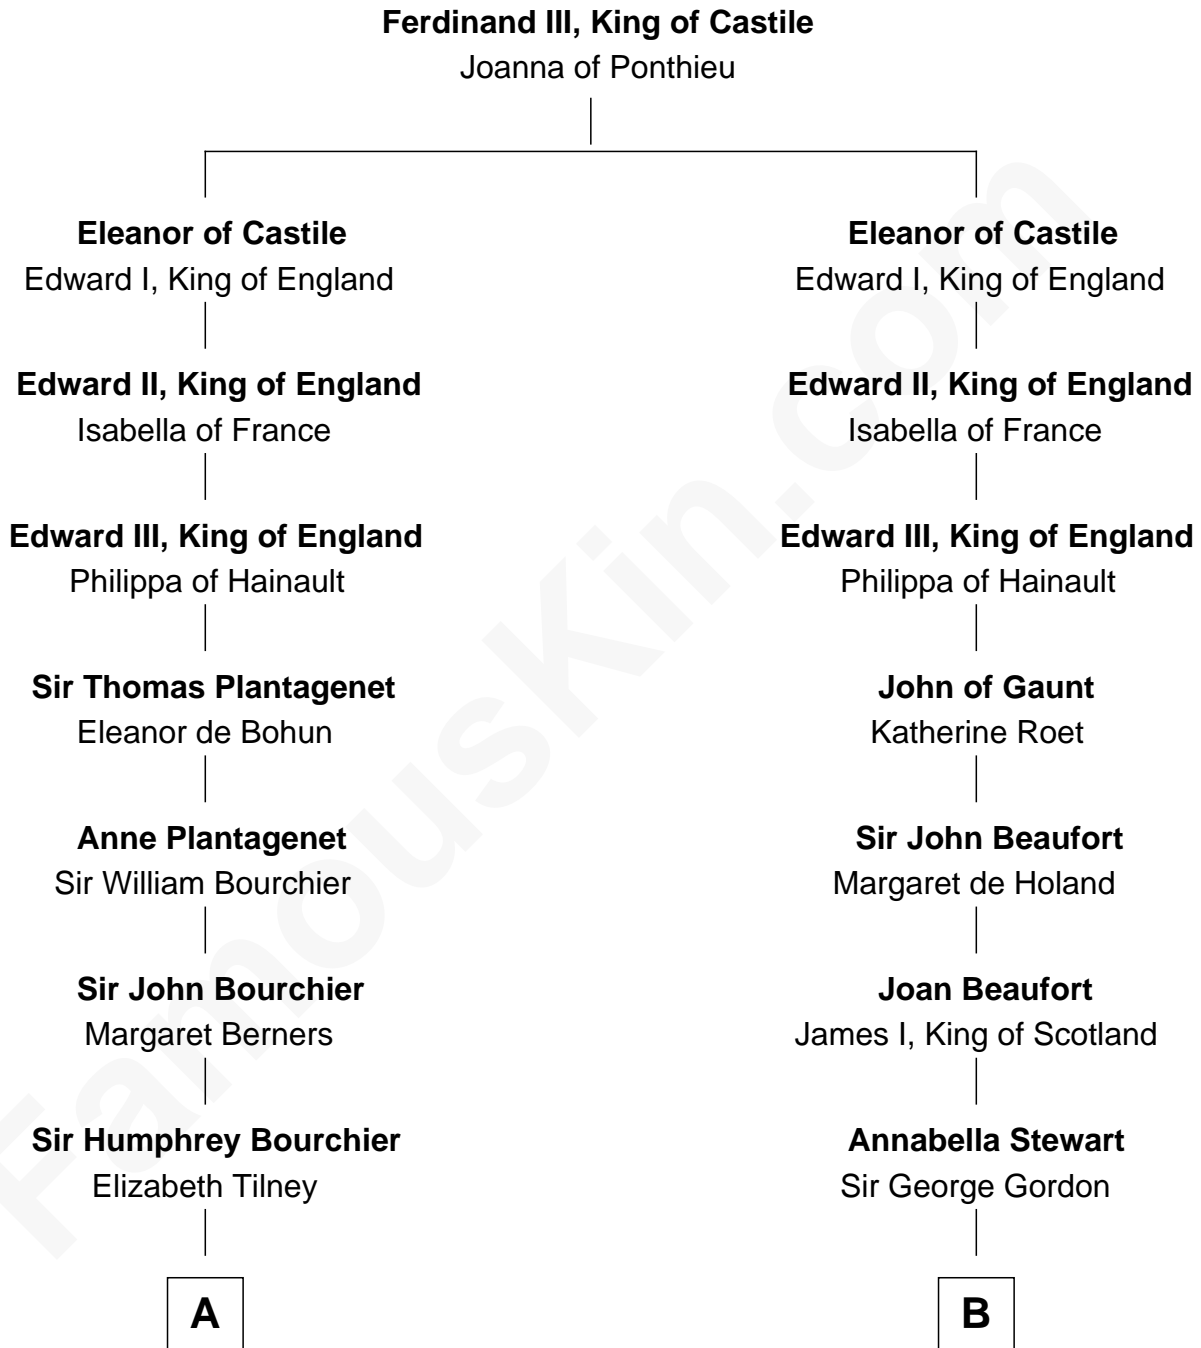 Ferdinand III, King of Castile
Joanna of Ponthieu
Eleanor of Castile
Edward I, King of England
Edward II, King of England
Isabella of France
Edward III, King of England
Philippa of Hainault
Sir Thomas Plantagenet
Eleanor de Bohun
Anne Plantagenet
Sir William Bourchier
Sir John Bourchier
Margaret Berners
Sir Humphrey Bourchier
Elizabeth Tilney
A
Eleanor of Castile
Edward I, King of England
Edward II, King of England
Isabella of France
Edward III, King of England
Philippa of Hainault
John of Gaunt
Katherine Roet
Sir John Beaufort
Margaret de Holand
Joan Beaufort
James I, King of Scotland
Annabella Stewart
Sir George Gordon
B
FamousKin.com